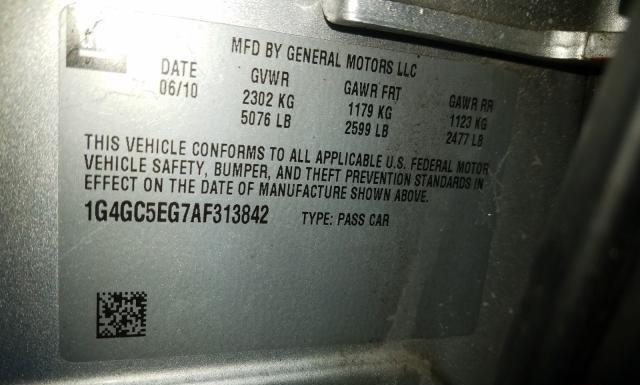 MFD BY GENERAL MOTORS LLC
DATE GVWR GAWR FRT GAWR RR
06/10 2302 KG 1179 KG 1123 KG
5076 LB 2599 LB 2477 LB
THIS VEHICLE CONFORMS TO ALL APPLICABLE U.S. FEDERAL MOTOR
VEHICLE SAFETY, BUMPER, AND THEFT PREVENTION STANDARDS IN
EFFECT ON THE DATE OF MANUFACTURE SHOWN ABOVE.
1G4GC5EG7AF313842 TYPE: PASS CAR